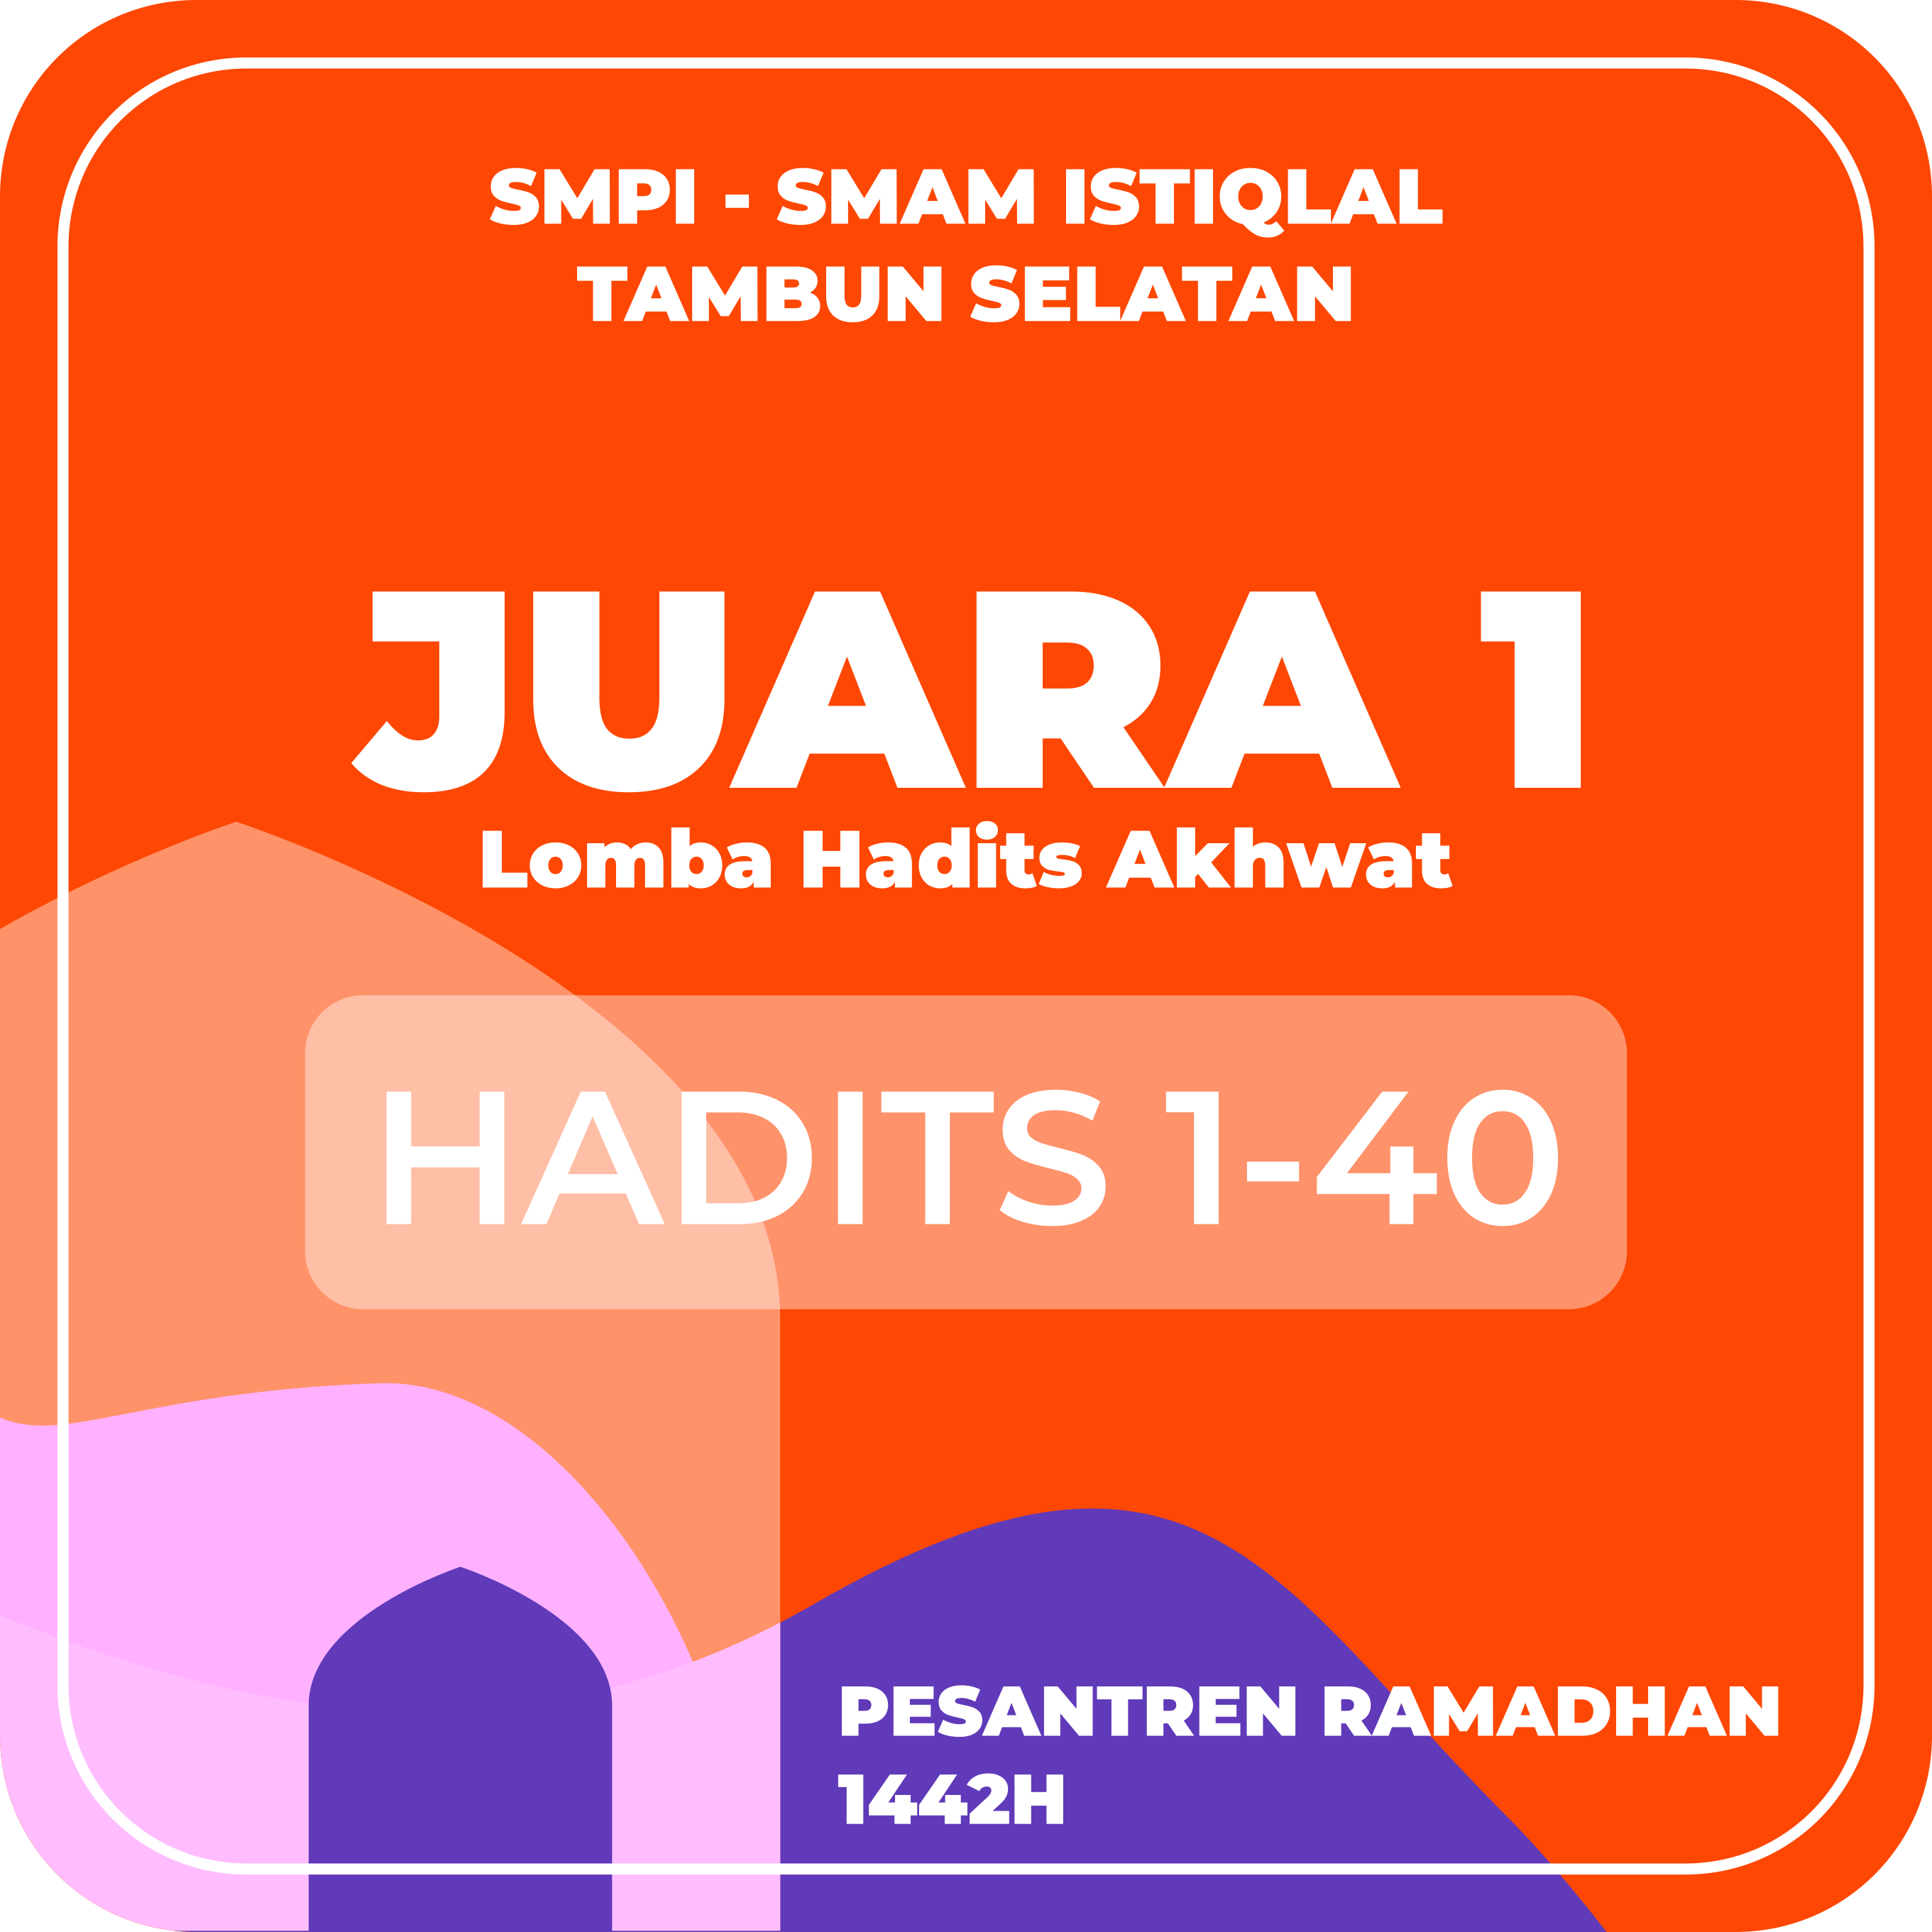 SMPI - SMAM ISTIQLAL
TAMBUN SELATAN
JUARA 1
Lomba Hadits Akhwat
HADITS 1-40
PESANTREN RAMADHAN
1442H